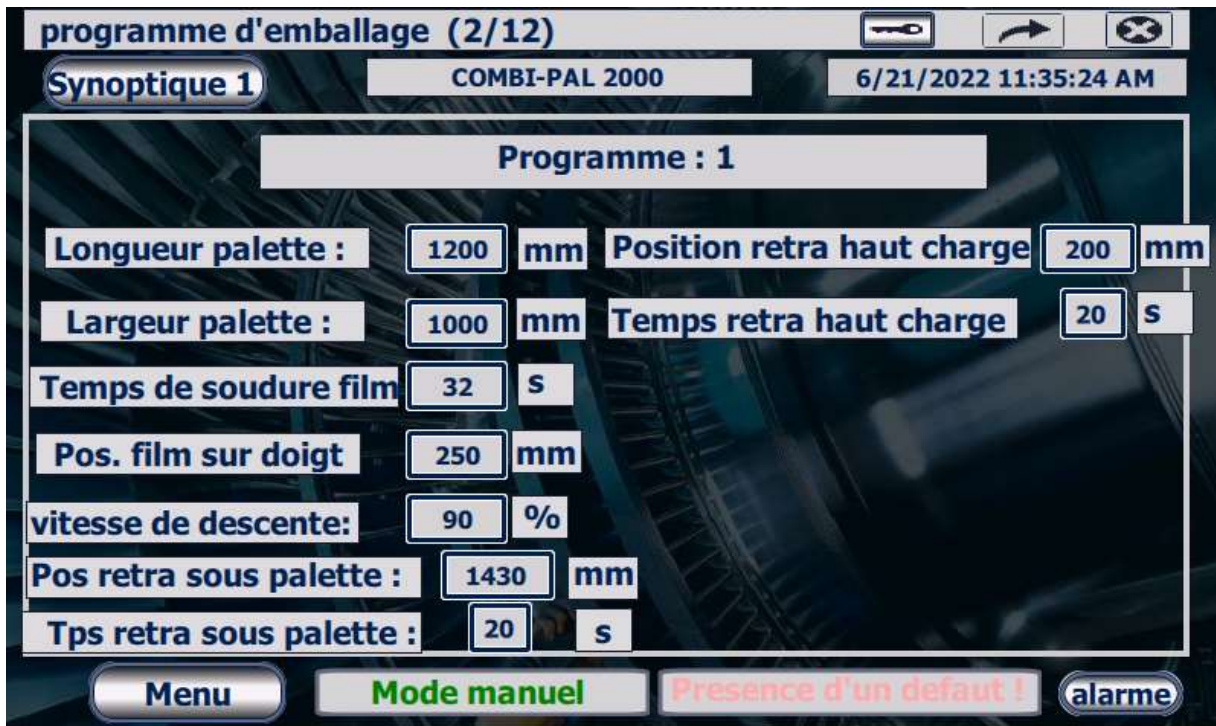 programme d'emballage (2/12)
Synoptique 1
COMBI-PAL 2000
6/21/2022 11:35:24 AM
Programme : 1
Longueur palette : 1200 mm
Position retra haut charge 200 mm
Largeur palette : 1000 mm
Temps retra haut charge 20 s
Temps de soudure film 32 s
Pos. film sur doigt 250 mm
vitesse de descente: 90 %
Pos retra sous palette : 1430 mm
Tps retra sous palette : 20 s
Menu
Mode manuel
Presence d'un defaut !
alarme